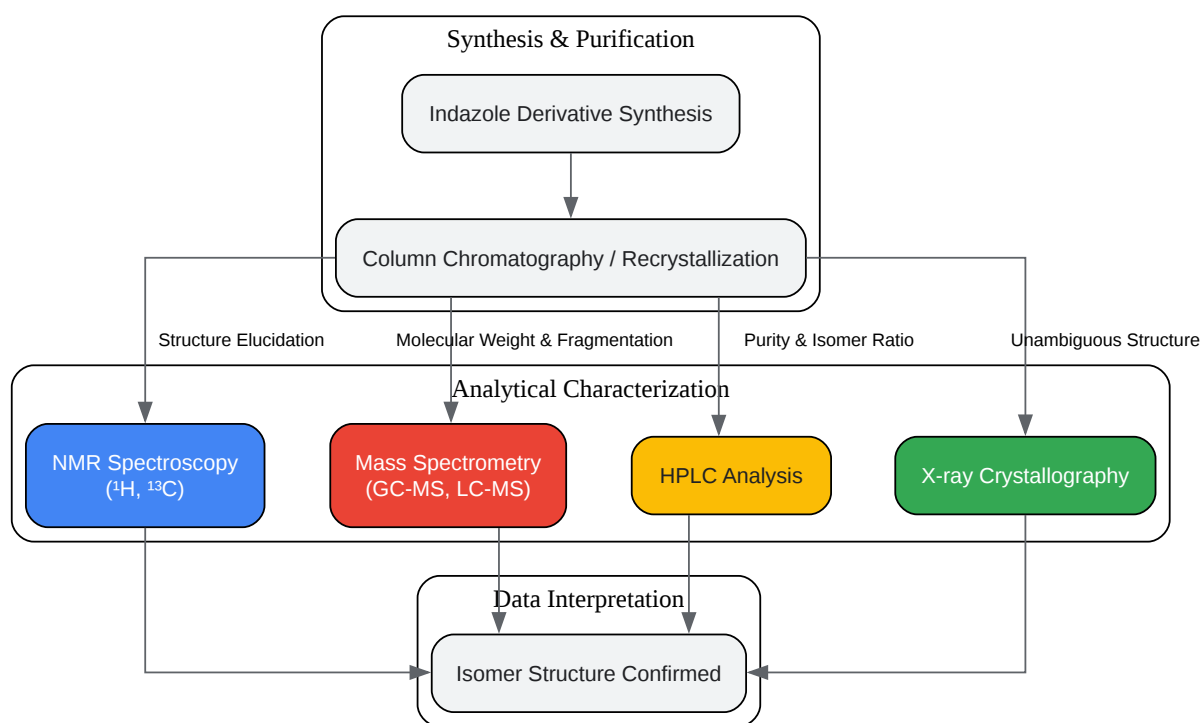 Synthesis & Purification
Indazole Derivative Synthesis
Column Chromatography / Recrystallization
Structure Elucidation
Molecular Weight & Fragmentation
Purity & Isomer Ratio
Unambiguous Structure
Analytical Characterization
NMR Spectroscopy
(¹H, ¹³C)
Mass Spectrometry
(GC-MS, LC-MS)
HPLC Analysis
X-ray Crystallography
Data Interpretation
Isomer Structure Confirmed